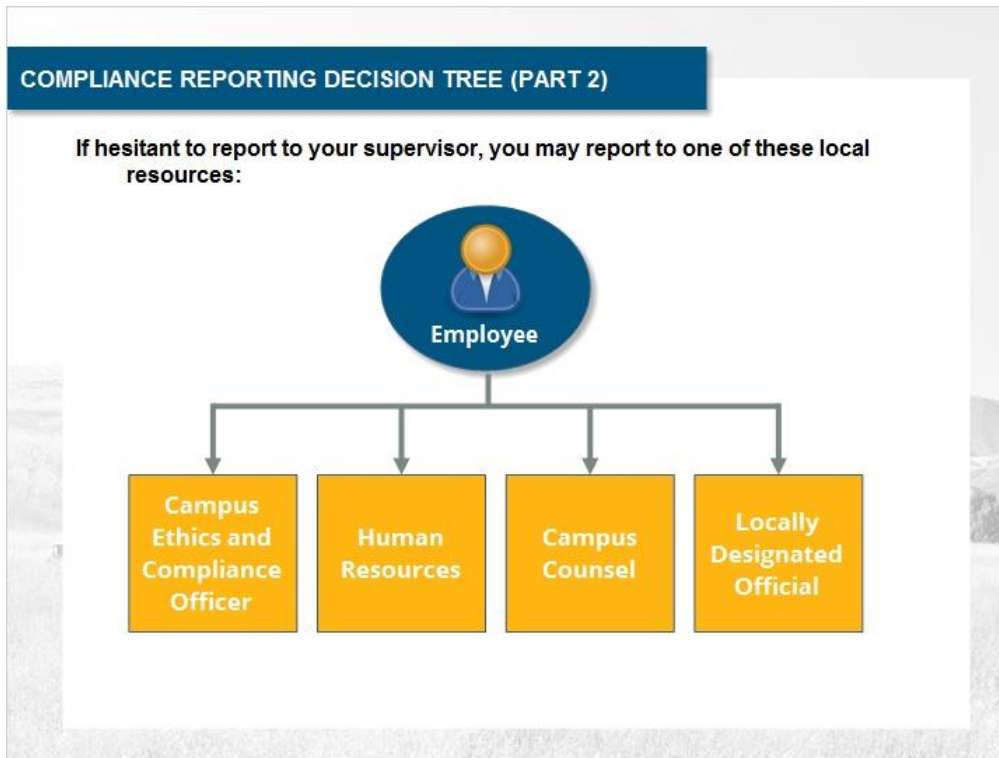 COMPLIANCE REPORTING DECISION TREE (PART 2)
If hesitant to report to your supervisor, you may report to one of these local
resources:
Employee
Campus
Ethics and
Compliance
Officer
Human
Resources
Campus
Counsel
Locally
Designated
Official